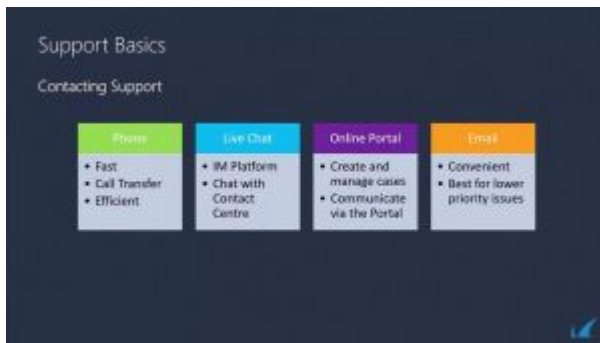 Support Basics
Contacting Support
Phone
• Fast
• Call Transfer
• Efficient
Live Chat
• IM Platform
• Chat with
Contact
Centre
Online Portal
• Create and
manage cases
• Communicate
via the Portal
Email
• Convenient
• Best for lower
priority issues